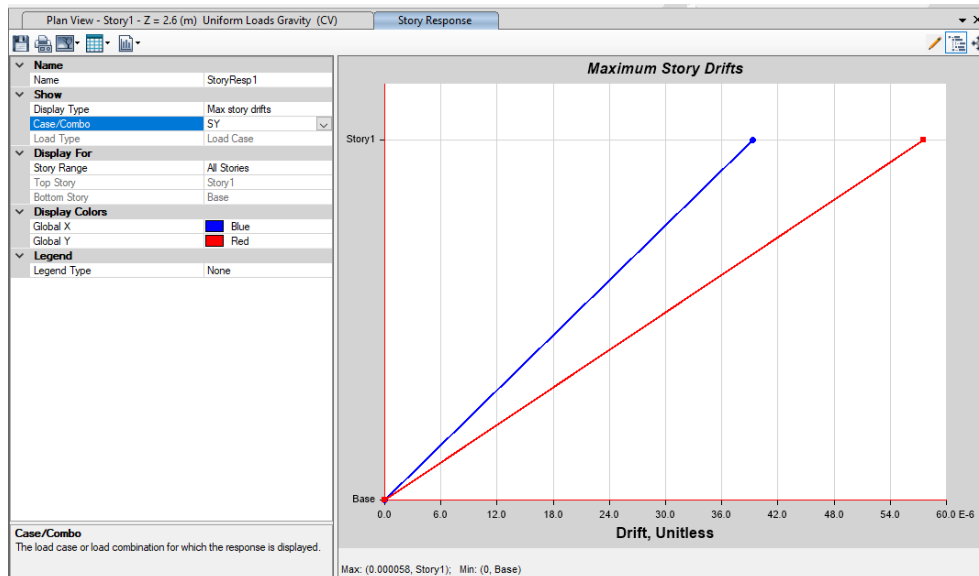 Plan View - Story1 - Z = 2.6 (m)  Uniform Loads Gravity  (CV)
Story Response
Name
Name StoryResp1
Show
Display Type Max story drifts
Case/Combo SY
Load Type Load Case
Display For
Story Range All Stories
Top Story Story1
Bottom Story Base
Display Colors
Global X Blue
Global Y Red
Legend
Legend Type None
Case/Combo
The load case or load combination for which the response is displayed.
Maximum Story Drifts
Story1
Base
0.0 6.0 12.0 18.0 24.0 30.0 36.0 42.0 48.0 54.0 60.0 E-6
Drift, Unitless
Max: (0.000058, Story1);  Min: (0, Base)